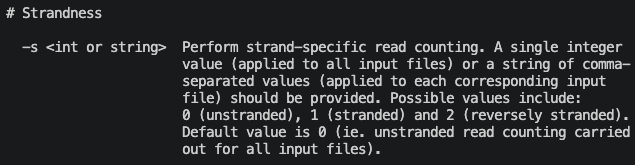 # Strandness
-s <int or string>  Perform strand-specific read counting. A single integer
value (applied to all input files) or a string of comma-
separated values (applied to each corresponding input
file) should be provided. Possible values include:
0 (unstranded), 1 (stranded) and 2 (reversely stranded).
Default value is 0 (ie. unstranded read counting carried
out for all input files).